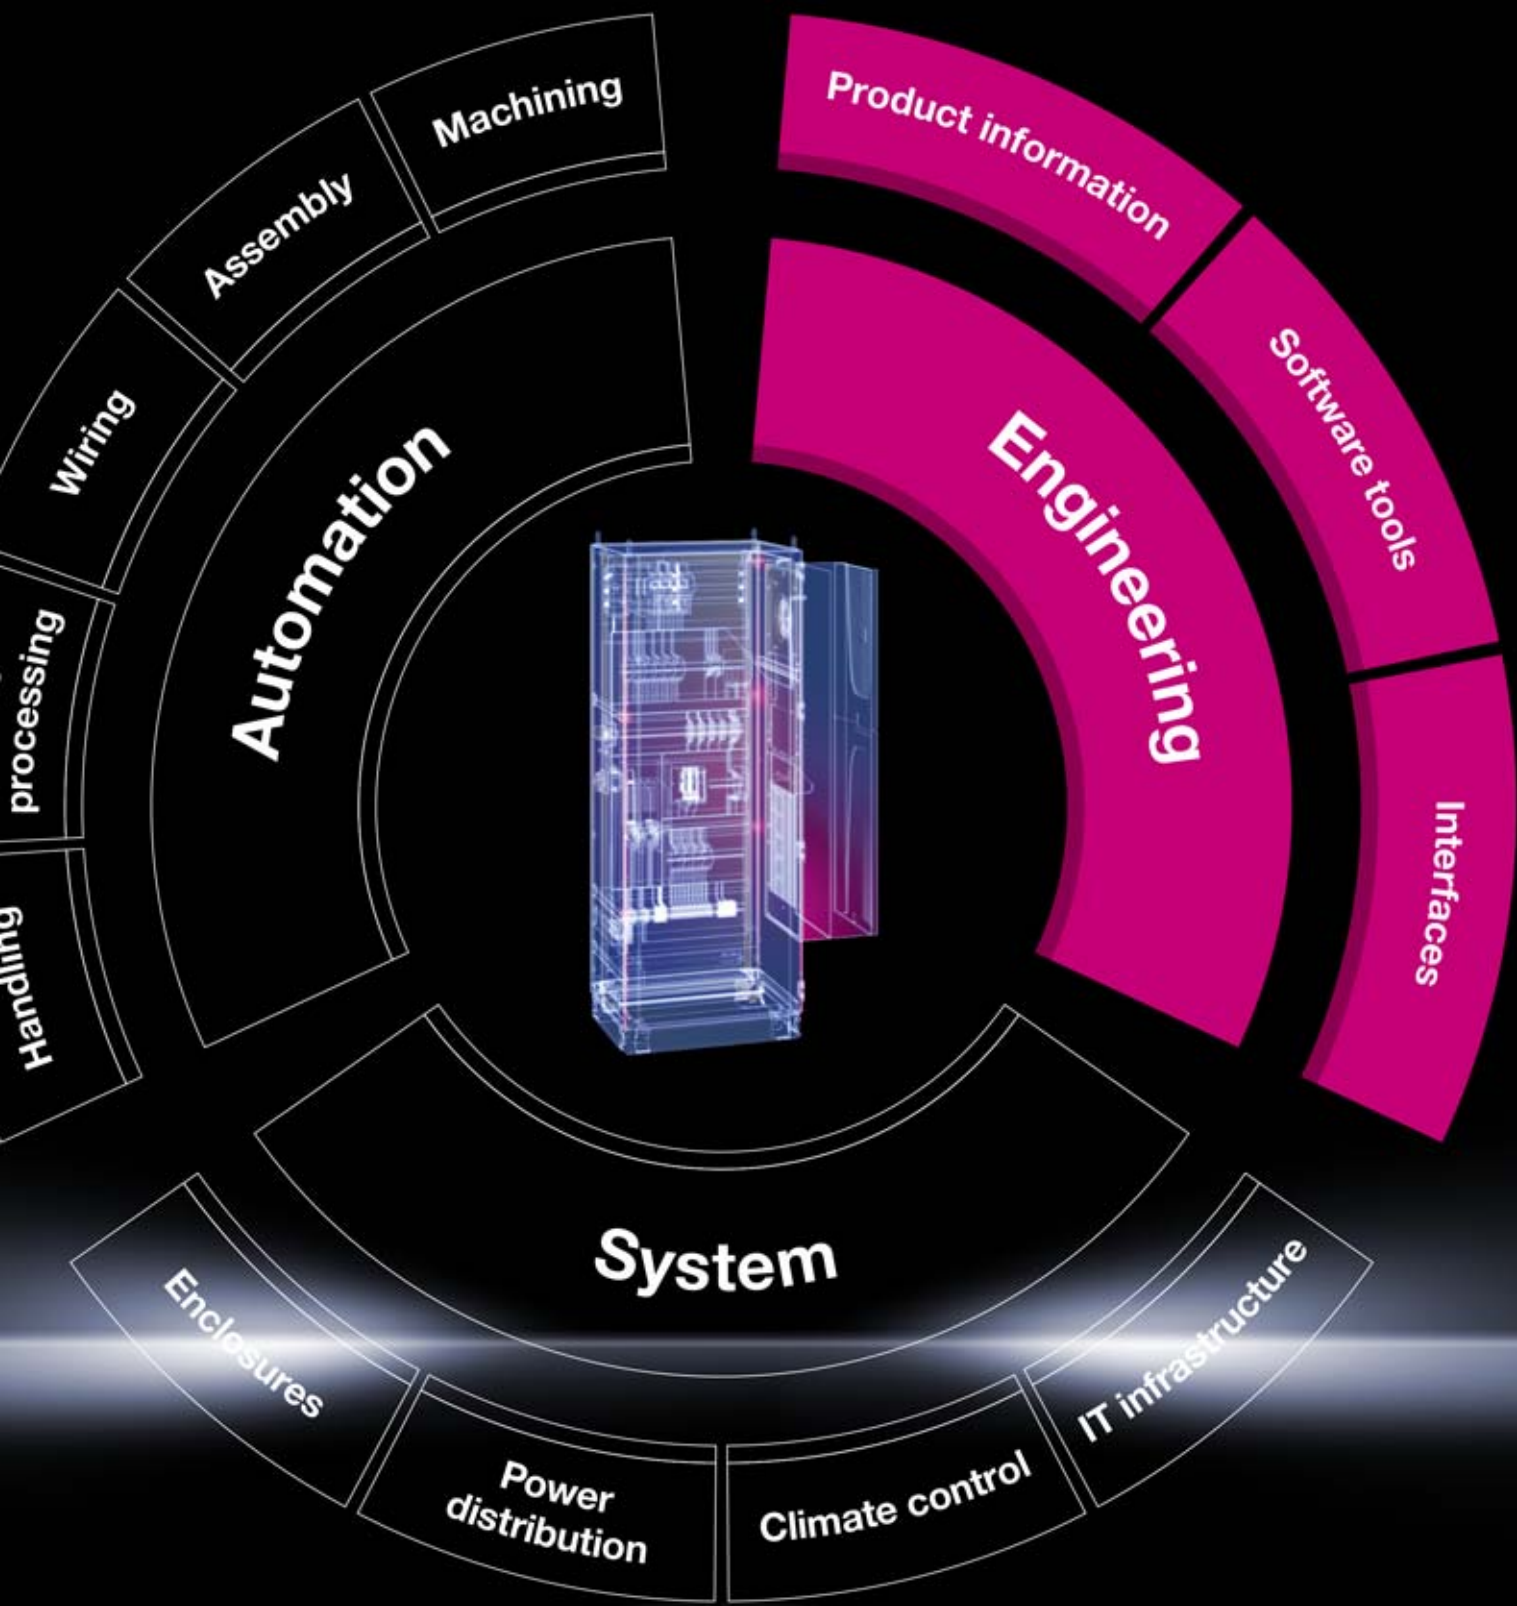 Machining
Assembly
Wiring
processing
Handling
Automation
Product information
Software tools
Interfaces
Engineering
System
Enclosures
Power
distribution
Climate control
IT infrastructure